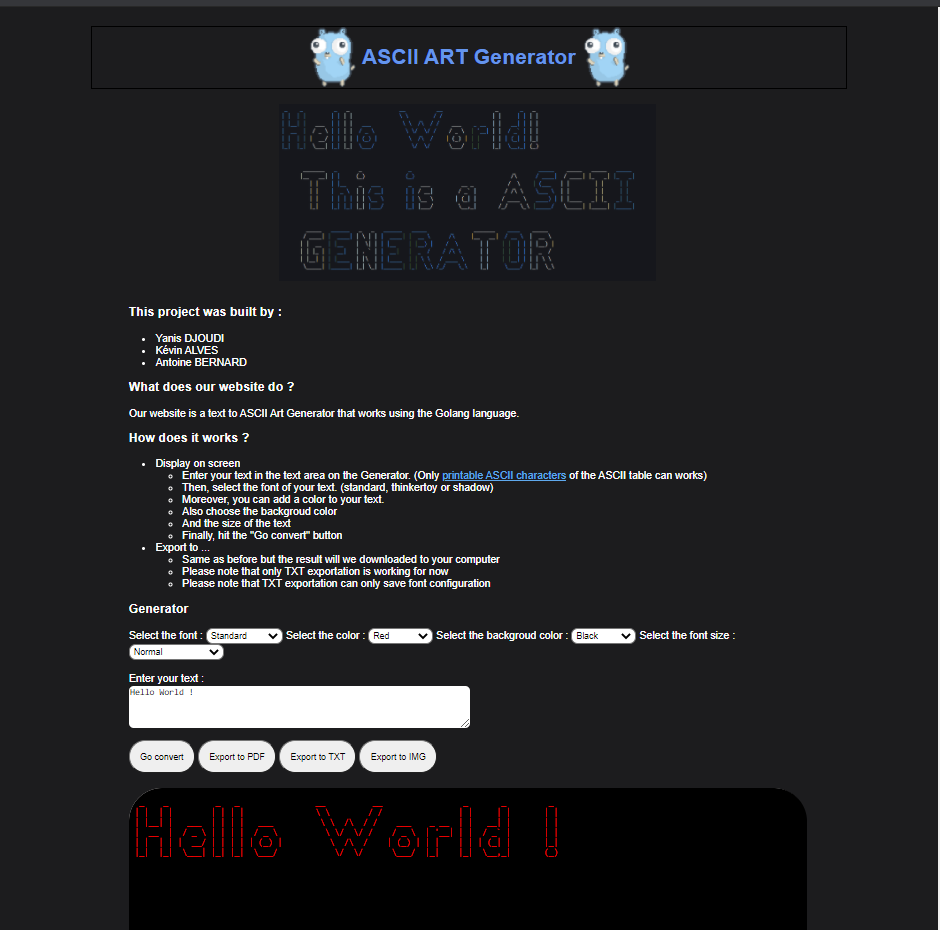 ASCII ART Generator
Hello World!
This is a ASCII
GENERATOR
This project was built by :
Yanis DJOUDI
Kévin ALVES
Antoine BERNARD
What does our website do ?
Our website is a text to ASCII Art Generator that works using the Golang language.
How does it works ?
Display on screen
Enter your text in the text area on the Generator. (Only printable ASCII characters of the ASCII table can works)
Then, select the font of your text. (standard, thinkertoy or shadow)
Moreover, you can add a color to your text.
Also choose the backgroud color
And the size of the text
Finally, hit the "Go convert" button
Export to ...
Same as before but the result will we downloaded to your computer
Please note that only TXT exportation is working for now
Please note that TXT exportation can only save font configuration
Generator
Select the font : Standard Select the color : Red Select the backgroud color : Black Select the font size :
Normal
Enter your text :
Hello World !
Go convert Export to PDF Export to TXT Export to IMG
Hello World !